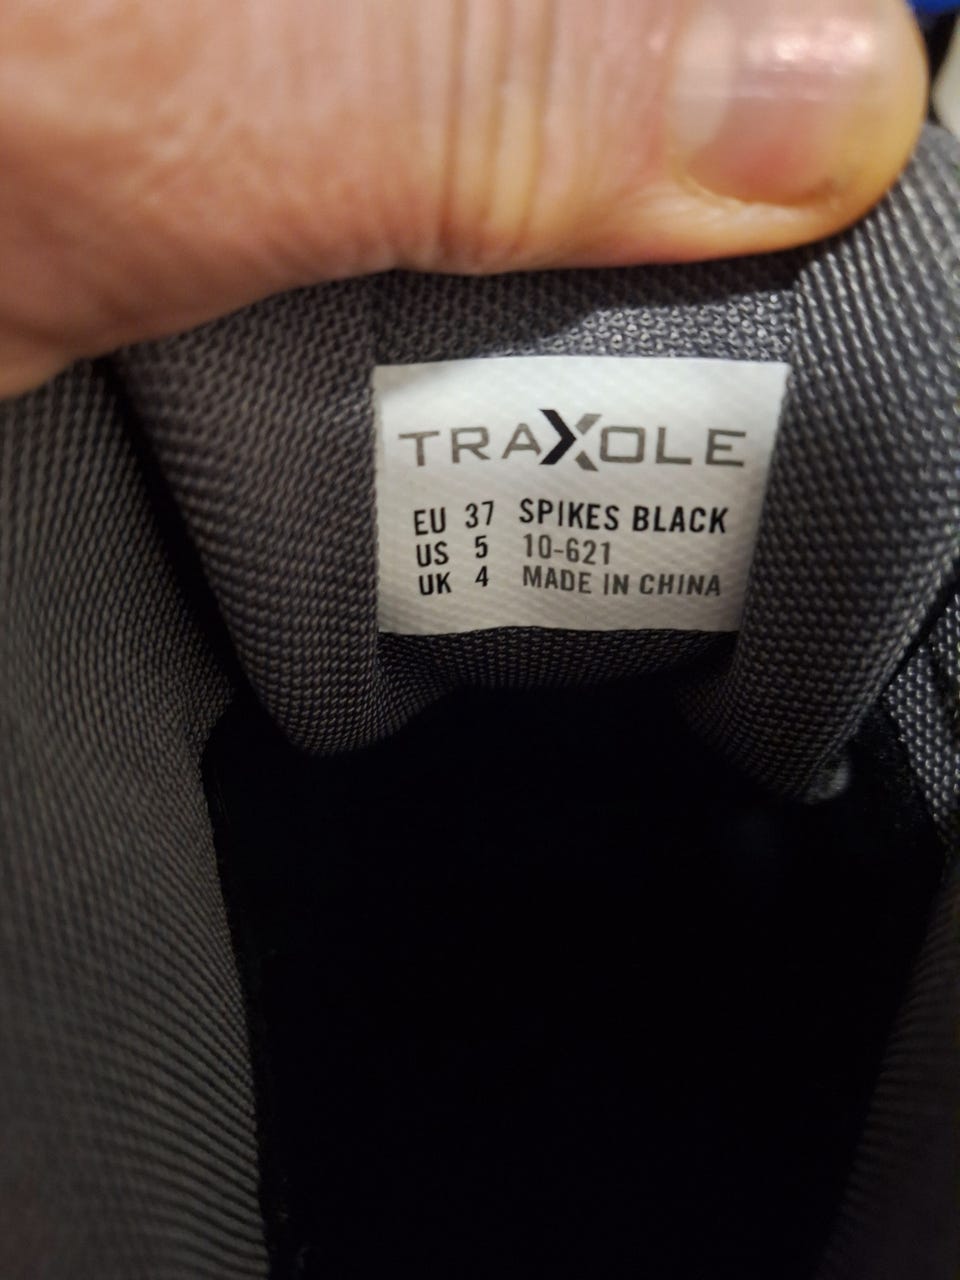 TRAXOLE
EU 37 SPIKES BLACK
US 5 10-621
UK 4 MADE IN CHINA